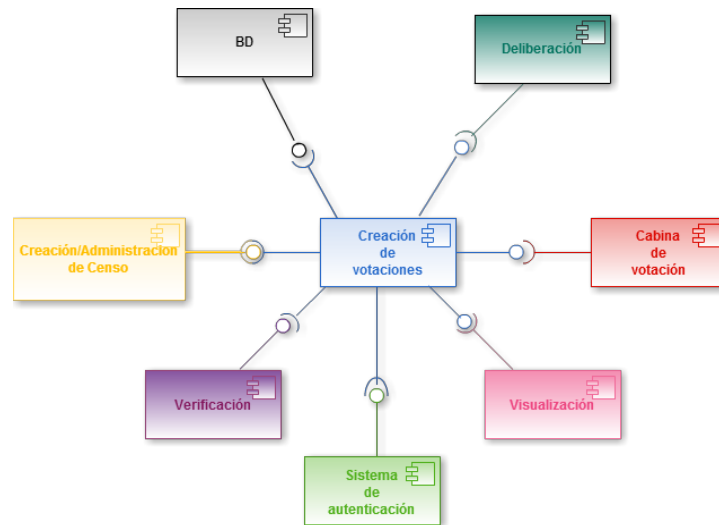 BD
Deliberación
Creación/Administracion
de Censo
Creación
de
votaciones
Cabina
de
votación
Verificación
Visualización
Sistema
de
autenticación